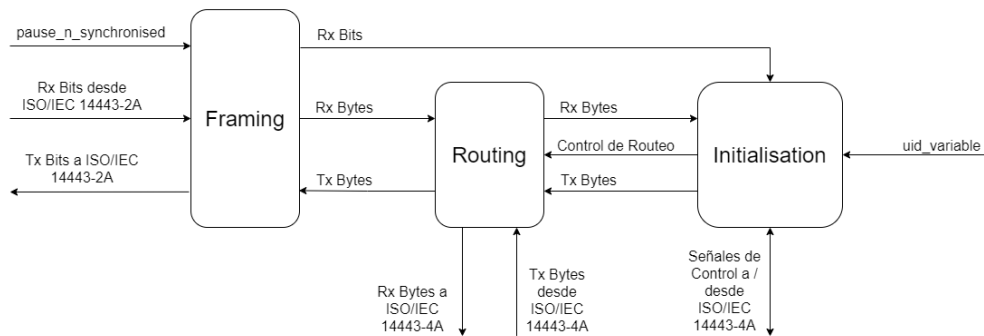 pause_n_synchronised
Rx Bits
Rx Bits desde
ISO/IEC 14443-2A
Framing
Rx Bytes
Rx Bytes
Tx Bits a ISO/IEC
14443-2A
Routing
Control de Routeo
Initialisation
uid_variable
Tx Bytes
Tx Bytes
Rx Bytes a
ISO/IEC
14443-4A
Tx Bytes
desde
ISO/IEC
14443-4A
Señales de
Control a /
desde
ISO/IEC
14443-4A